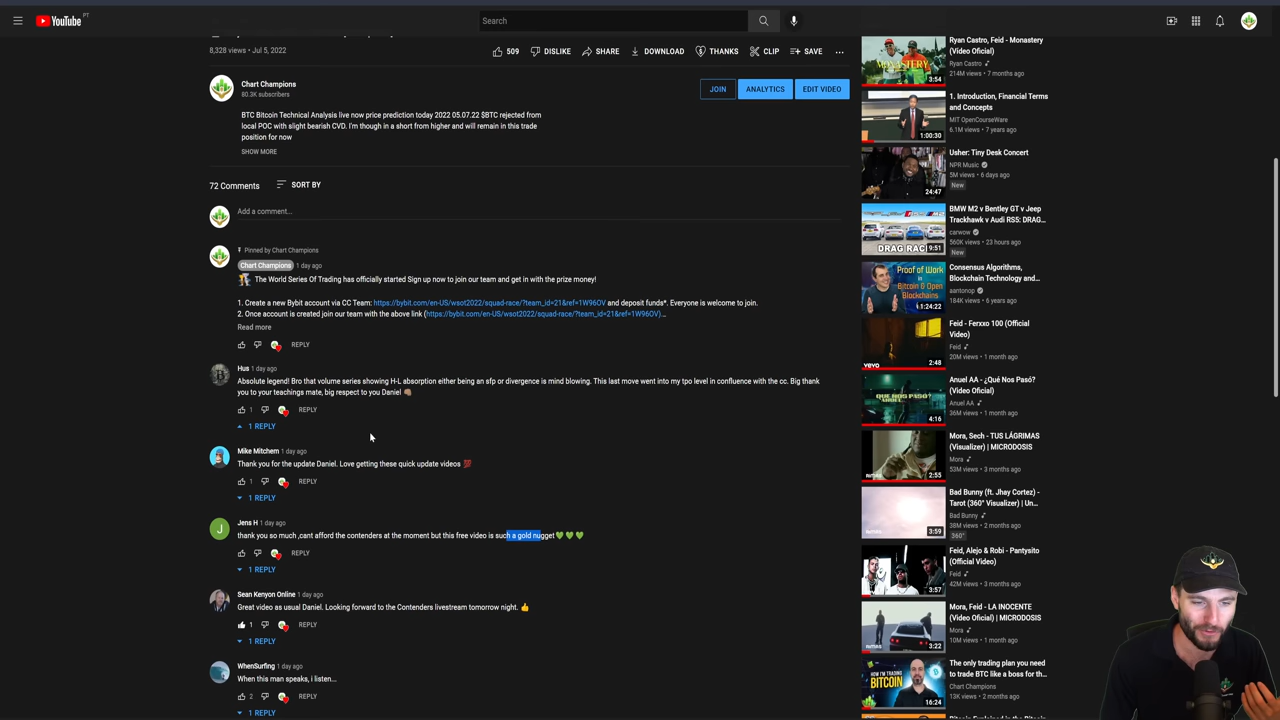 YouTube PT
Search
8,328 views • Jul 5, 2022
509
DISLIKE
SHARE
DOWNLOAD
THANKS
CLIP
SAVE
Chart Champions
80.3K subscribers
JOIN
ANALYTICS
EDIT VIDEO
BTC Bitcoin Technical Analysis live now price prediction today 2022 05.07.22 $BTC rejected from
local POC with slight bearish CVD. I'm though in a short from higher and will remain in this trade
position for now
SHOW MORE
72 Comments
SORT BY
Add a comment...
Pinned by Chart Champions
Chart Champions 1 day ago
The World Series Of Trading has officially started Sign up now to join our team and get in with the prize money!
1. Create a new Bybit account via CC Team: https://bybit.com/en-US/wsot2022/squad-race/?team_id=21&ref=1W96OV and deposit funds*. Everyone is welcome to join.
2. Once account is created join our team with the above link (https://bybit.com/en-US/wsot2022/squad-race/?team_id=21&ref=1W96OV)...
Read more
REPLY
Hus 1 day ago
Absolute legend! Bro that volume series showing H-L absorption either being an sfp or divergence is mind blowing. This last move went into my tpo level in confluence with the cc. Big thank
you to your teachings mate, big respect to you Daniel 👊🏽
1
REPLY
1 REPLY
Mike Mitchem 1 day ago
Thank you for the update Daniel. Love getting these quick update videos 💯
1
REPLY
1 REPLY
J
Jens H 1 day ago
thank you so much ,cant afford the contenders at the moment but this free video is such a gold nugget💚💚💚
REPLY
1 REPLY
Sean Kenyon Online 1 day ago
Great video as usual Daniel. Looking forward to the Contenders livestream tomorrow night. 👍
1
REPLY
1 REPLY
WhenSurfing 1 day ago
When this man speaks, i listen...
2
REPLY
1 REPLY
MONASTERY
3:54
Ryan Castro, Feid - Monastery
(Video Oficial)
Ryan Castro
214M views • 7 months ago
1:00:30
1. Introduction, Financial Terms
and Concepts
MIT OpenCourseWare
6.1M views • 7 years ago
24:47
Usher: Tiny Desk Concert
NPR Music
5M views • 6 days ago
New
DRAG RAC
9:51
BMW M2 v Bentley GT v Jeep
Trackhawk v Audi RS5: DRAG...
carwow
560K views • 23 hours ago
New
Proof of Work
in
Bitcoin & Open
Blockchains
1:24:22
Consensus Algorithms,
Blockchain Technology and...
aantonop
184K views • 6 years ago
vevo
2:48
Feid - Ferxxo 100 (Official
Video)
Feid
20M views • 1 month ago
QUE NOS PASO?
4:16
Anuel AA - ¿Qué Nos Pasó?
(Video Oficial)
Anuel AA
36M views • 1 month ago
2:55
Mora, Sech - TUS LÁGRIMAS
(Visualizer) | MICRODOSIS
Mora
53M views • 3 months ago
3:59
Bad Bunny (ft. Jhay Cortez) -
Tarot (360° Visualizer) | Un...
Bad Bunny
38M views • 2 months ago
360°
3:57
Feid, Alejo & Robi - Pantysito
(Official Video)
Feid
42M views • 3 months ago
3:22
Mora, Feid - LA INOCENTE
(Video Oficial) | MICRODOSIS
Mora
10M views • 1 month ago
HOW I'M TRADING
BITCOIN
16:24
The only trading plan you need
to trade BTC like a boss for th...
Chart Champions
13K views • 2 months ago